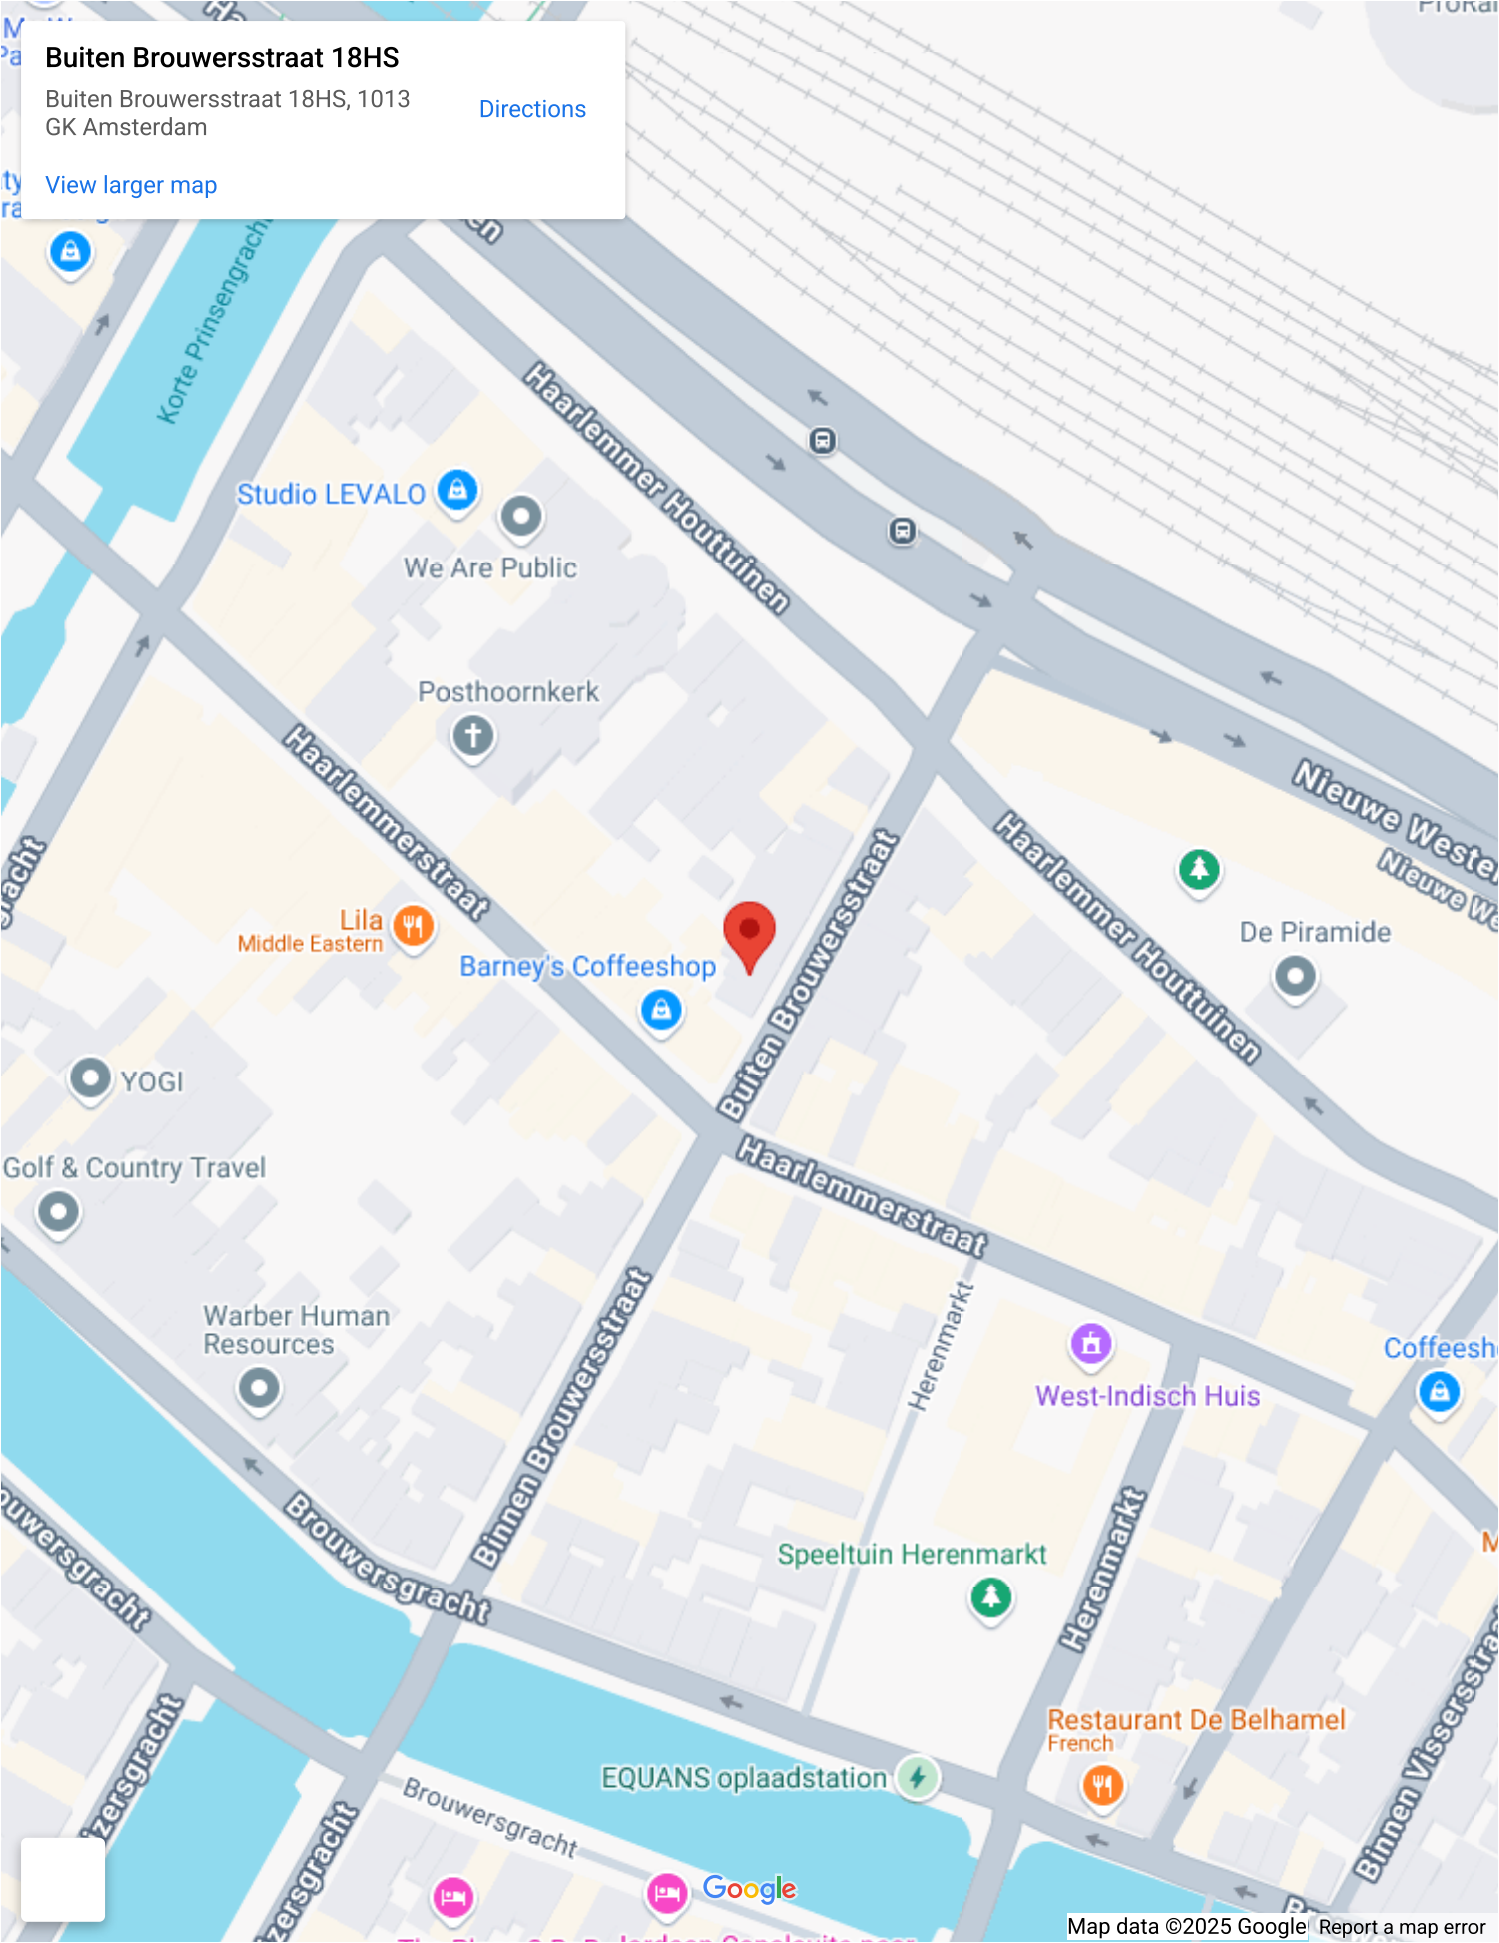 Buiten Brouwersstraat 18HS
Buiten Brouwersstraat 18HS, 1013
GK Amsterdam
Directions
View larger map
Korte Prinsengracht
Haarlemmer Houttuinen
Studio LEVALO
We Are Public
Posthoornkerk
Haarlemmerstraat
Nieuwe
Nieuwe
Haarlemmer Houttuinen
De Piramide
Lila
Middle Eastern
Barney's Coffeeshop
Buiten Brouwersstraat
YOGI
Golf & Country Travel
Haarlemmerstraat
Warber Human
Resources
Binnen Brouwersstraat
Herenmarkt
West-Indisch Huis
Brouwersgracht
Speeltuin Herenmarkt
Herenmarkt
Restaurant De Belhamel
French
EQUANS oplaadstation
Brouwersgracht
Google
Map data ©2025 Google
Report a map error